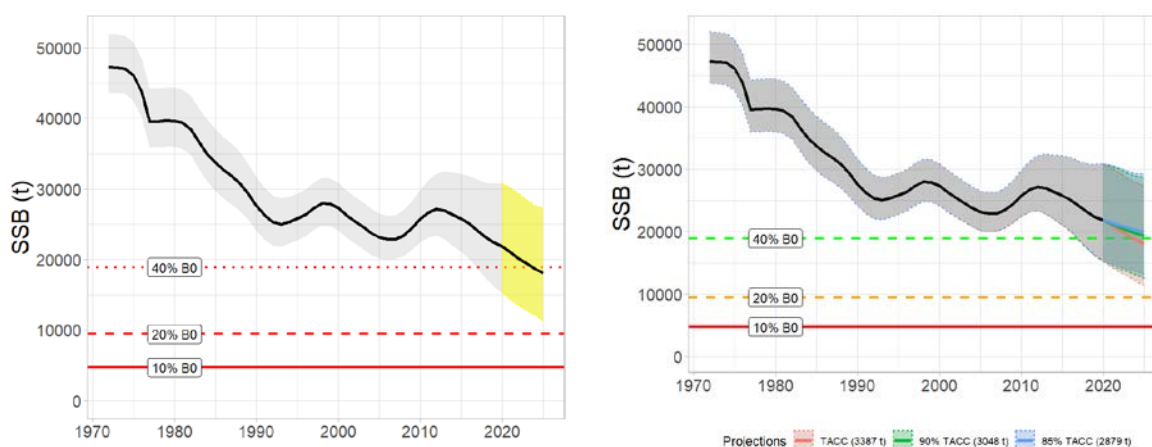 SSB (t)
50000
40000
30000
20000
10000
0
40% B0
20% B0
10% B0
1970 1980 1990 2000 2010 2020
SSB (t)
50000
40000
30000
20000
10000
0
40% B0
20% B0
10% B0
1970 1980 1990 2000 2010 2020
Projections TACC (3387 t) 90% TACC (3048 t) 85% TACC (2879 t)